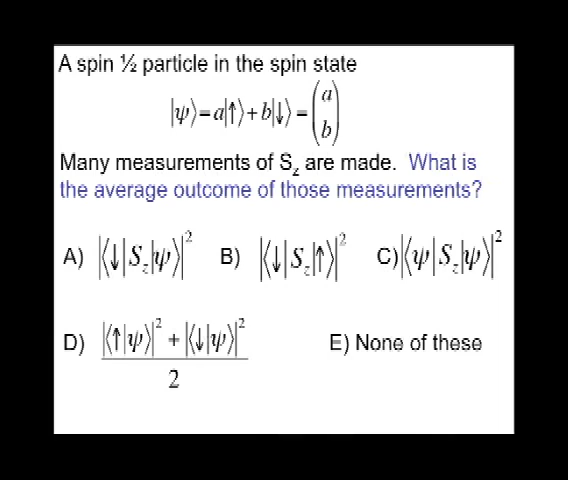 A spin ½ particle in the spin state
|ψ⟩=a|↑⟩+b|↓⟩=(a b)
Many measurements of S_z are made. What is
the average outcome of those measurements?
A) |⟨↓|S_z|ψ⟩|² B) |⟨↓|S_z|↑⟩|² C)|⟨ψ|S_z|ψ⟩|²
D) |⟨↑|ψ⟩|² + |⟨↓|ψ⟩|² / 2 E) None of these